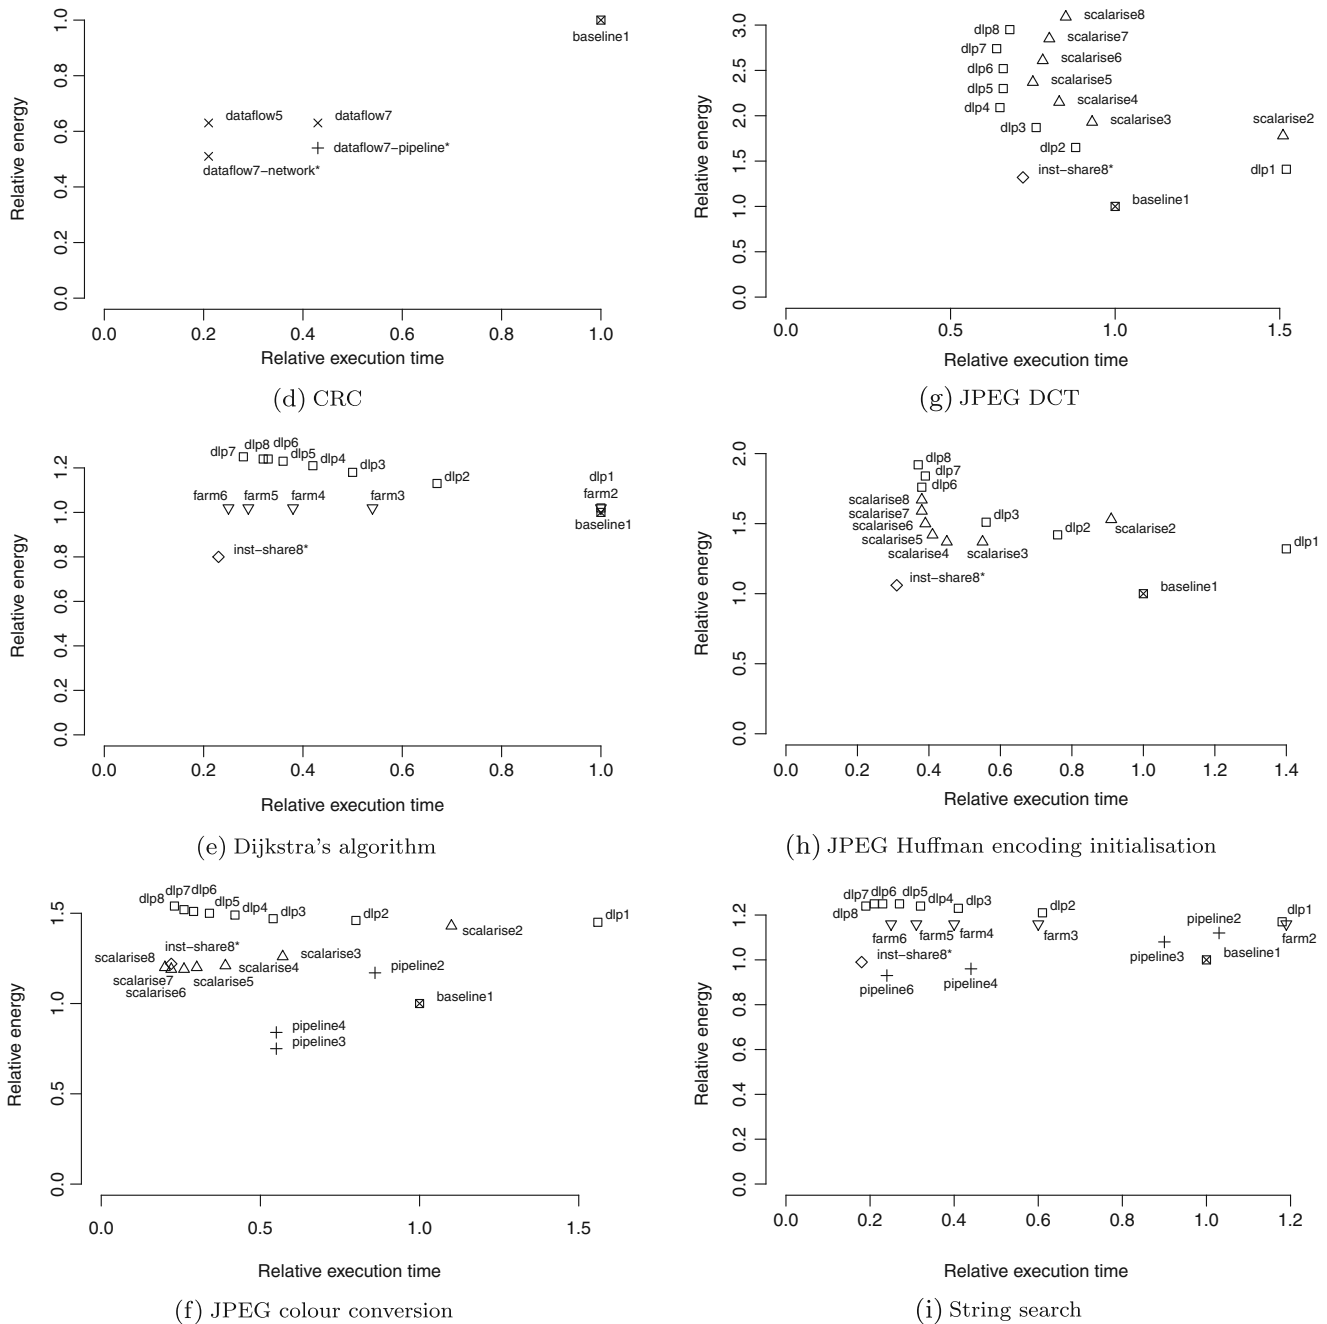 Relative energy
1.0
0.8
0.6
0.4
0.2
0.0
baseline1
dataflow5
dataflow7
dataflow7−pipeline*
dataflow7−network*
0.0 0.2 0.4 0.6 0.8 1.0
Relative execution time
(d) CRC
Relative energy
3.0
2.5
2.0
1.5
1.0
0.5
0.0
scalarise8
dlp8
scalarise7
dlp7
scalarise6
dlp6
scalarise5
dlp5
scalarise4
dlp4
scalarise3
scalarise2
dlp3
dlp2
inst−share8*
dlp1
baseline1
0.0 0.5 1.0 1.5
Relative execution time
(g) JPEG DCT
Relative energy
1.2
1.0
0.8
0.6
0.4
0.2
0.0
dlp7
dlp8
dlp6
dlp5
dlp4
dlp3
dlp2
dlp1
farm6
farm5
farm4
farm3
farm2
baseline1
inst−share8*
0.0 0.2 0.4 0.6 0.8 1.0
Relative execution time
(e) Dijkstra's algorithm
Relative energy
2.0
1.5
1.0
0.5
0.0
dlp8
dlp7
dlp6
scalarise8
scalarise7
scalarise6
scalarise5
scalarise4
scalarise3
dlp3
dlp2
scalarise2
dlp1
inst−share8*
baseline1
0.0 0.2 0.4 0.6 0.8 1.0 1.2 1.4
Relative execution time
(h) JPEG Huffman encoding initialisation
Relative energy
1.5
1.0
0.5
0.0
dlp8
dlp7
dlp6
dlp5
dlp4
dlp3
dlp2
dlp1
scalarise2
inst−share8*
scalarise8
scalarise3
scalarise4
scalarise7
scalarise5
scalarise6
pipeline2
baseline1
pipeline4
pipeline3
0.0 0.5 1.0 1.5
Relative execution time
(f) JPEG colour conversion
Relative energy
1.2
1.0
0.8
0.6
0.4
0.2
0.0
dlp7
dlp6
dlp5
dlp4
dlp3
dlp2
dlp1
dlp8
pipeline2
farm6
farm5
farm4
farm3
farm2
inst−share8*
pipeline3
baseline1
pipeline6
pipeline4
0.0 0.2 0.4 0.6 0.8 1.0 1.2
Relative execution time
(i) String search